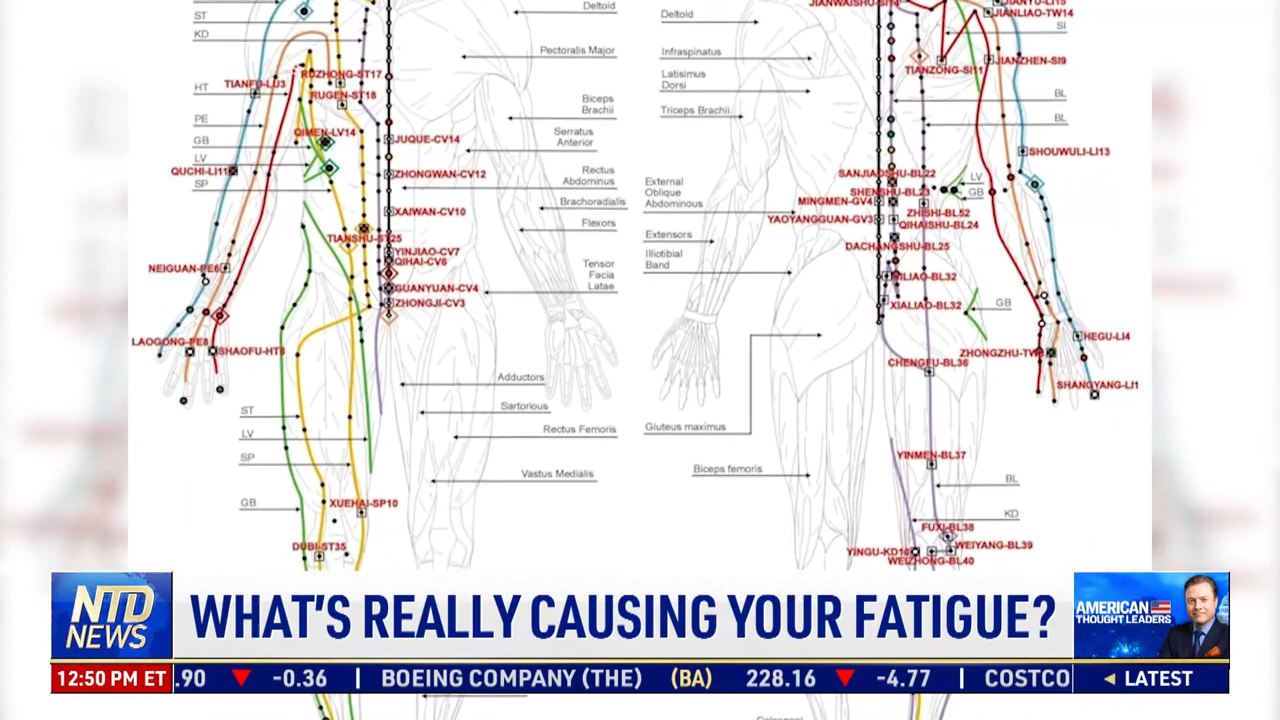 ST
KD
HT
PE
GB
LV
SP
TIANFU-LU3
RUZHONG-ST17
RUGEN-ST18
QIMEN-LV14
QUCHI-LI11
TIANSHU-ST25
NEIGUAN-PE6
LAOGONG-PE8
SHAOFU-HT8
JUQUE-CV14
ZHONGWAN-CV12
XAIWAN-CV10
YINJIAO-CV7
QIHAI-CV6
GUANYUAN-CV4
ZHONGJI-CV3
ST
LV
SP
GB
XUEHAI-SP10
DUBI-ST35
Deltoid
Pectoralis Major
Biceps
Brachii
Serratus
Anterior
Rectus
Abdominus
Brachoradialis
Flexors
Tensor
Facia
Latae
Adductors
Sartorious
Rectus Femoris
Vastus Medialis
Deltoid
Infraspinatus
Latisimus
Dorsi
Triceps Brachii
External
Oblique
Abdominous
Extensors
Illiotibial
Band
Gluteus maximus
Biceps femoris
JIANWAISHU-SI14
JIANYU-LI15
JIANLIAO-TW14
SI
JIANZHEN-SI9
TIANZONG-SI11
BL
BL
SHOUWULI-LI13
SANJIAOSHU-BL22
LV
SHENSHU-BL23
GB
MINGMEN-GV4
ZHISHI-BL52
YAOYANGGUAN-GV3
QIHAISHU-BL24
DACHANGSHU-BL25
XIALIAO-BL32
GB
HEGU-LI4
CHENGFU-BL36
SHANGYANG-LI1
YINMEN-BL37
BL
KD
FUXI-BL38
WEIYANG-BL39
YINGU-KD10
WEIZHONG-BL40
NTD
NEWS
WHAT'S REALLY CAUSING YOUR FATIGUE?
AMERICAN
THOUGHT LEADERS
12:50 PM ET
.90 ▼ -0.36 | BOEING COMPANY (THE) (BA) 228.16 ▼ -4.77 | COSTCO
◄ LATEST